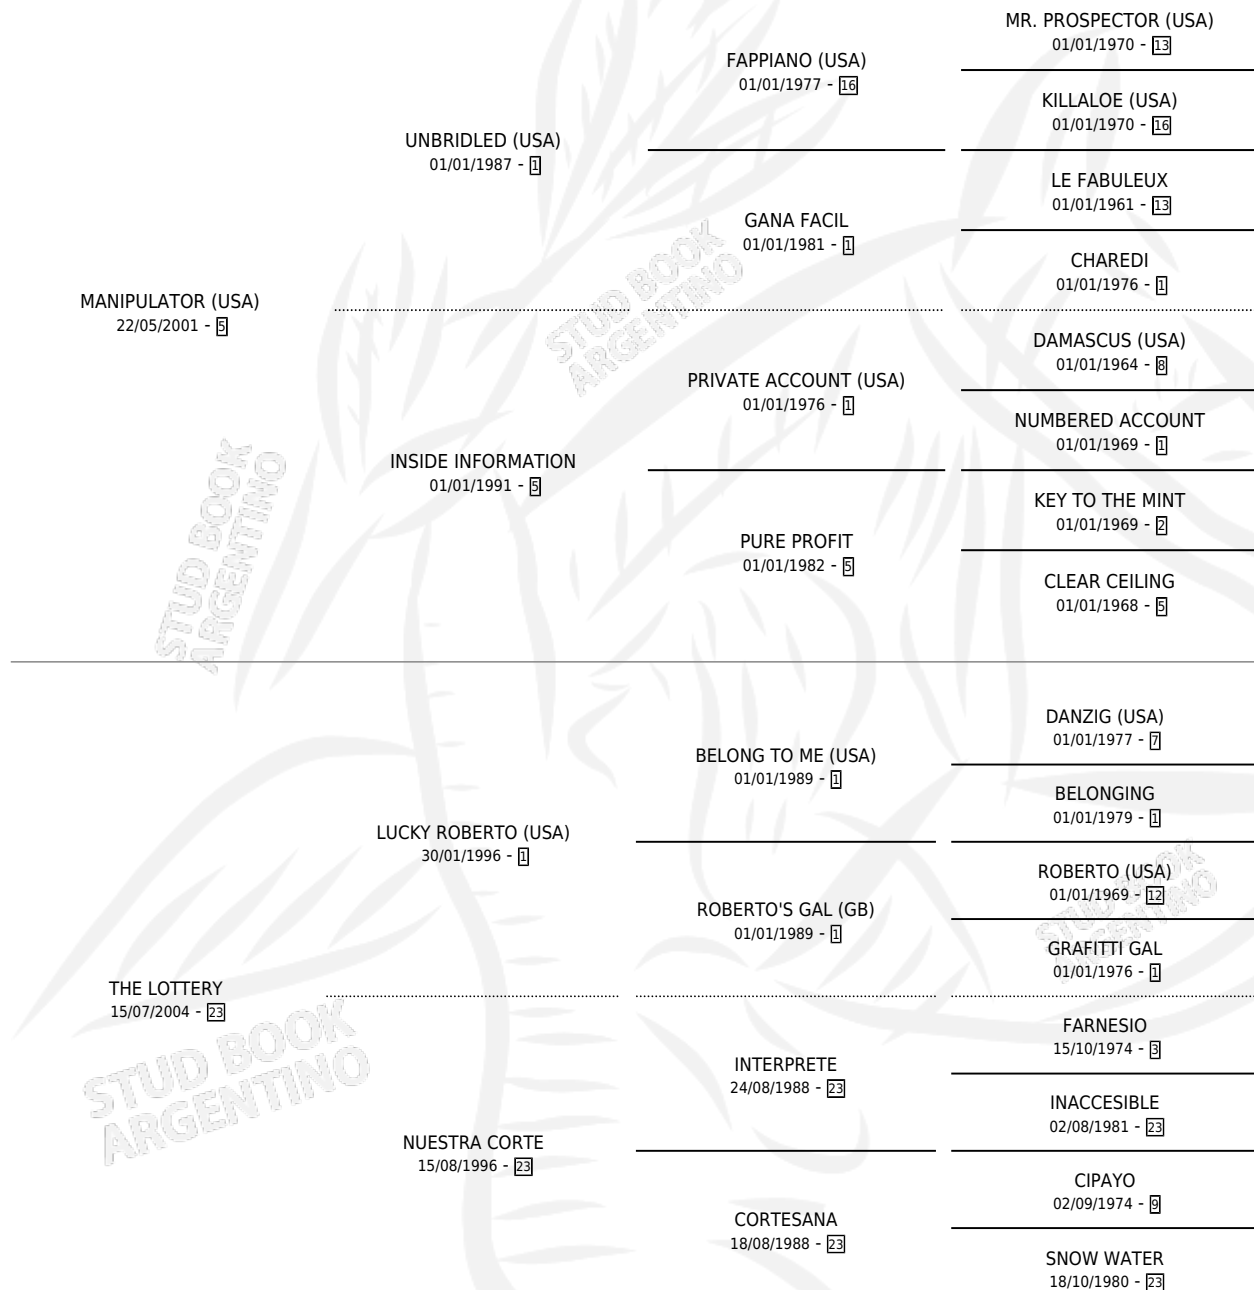 MR. PROSPECTOR (USA)
01/01/1970 - 13
FAPPIANO (USA)
01/01/1977 - 16
KILLALOE (USA)
01/01/1970 - 16
UNBRIDLED (USA)
01/01/1987 - 1
LE FABULEUX
01/01/1961 - 13
GANA FACIL
01/01/1981 - 1
CHAREDI
01/01/1976 - 1
MANIPULATOR (USA)
22/05/2001 - 5
DAMASCUS (USA)
01/01/1964 - 8
PRIVATE ACCOUNT (USA)
01/01/1976 - 1
NUMBERED ACCOUNT
01/01/1969 - 1
INSIDE INFORMATION
01/01/1991 - 5
KEY TO THE MINT
01/01/1969 - 2
PURE PROFIT
01/01/1982 - 5
CLEAR CEILING
01/01/1968 - 5
STUD BOOK
ARGENTINO
STUD BOOK
ARGENTINO
DANZIG (USA)
01/01/1977 - 7
BELONG TO ME (USA)
01/01/1989 - 1
BELONGING
01/01/1979 - 1
LUCKY ROBERTO (USA)
30/01/1996 - 1
ROBERTO (USA)
01/01/1969 - 12
ROBERTO'S GAL (GB)
01/01/1989 - 1
GRAFITTI GAL
01/01/1976 - 1
STUD BOOK
ARGENTINO
THE LOTTERY
15/07/2004 - 23
FARNESIO
15/10/1974 - 3
INTERPRETE
24/08/1988 - 23
INACCESIBLE
02/08/1981 - 23
NUESTRA CORTE
15/08/1996 - 23
CIPAYO
02/09/1974 - 9
CORTESANA
18/08/1988 - 23
SNOW WATER
18/10/1980 - 23
STUD BOOK
ARGENTINO